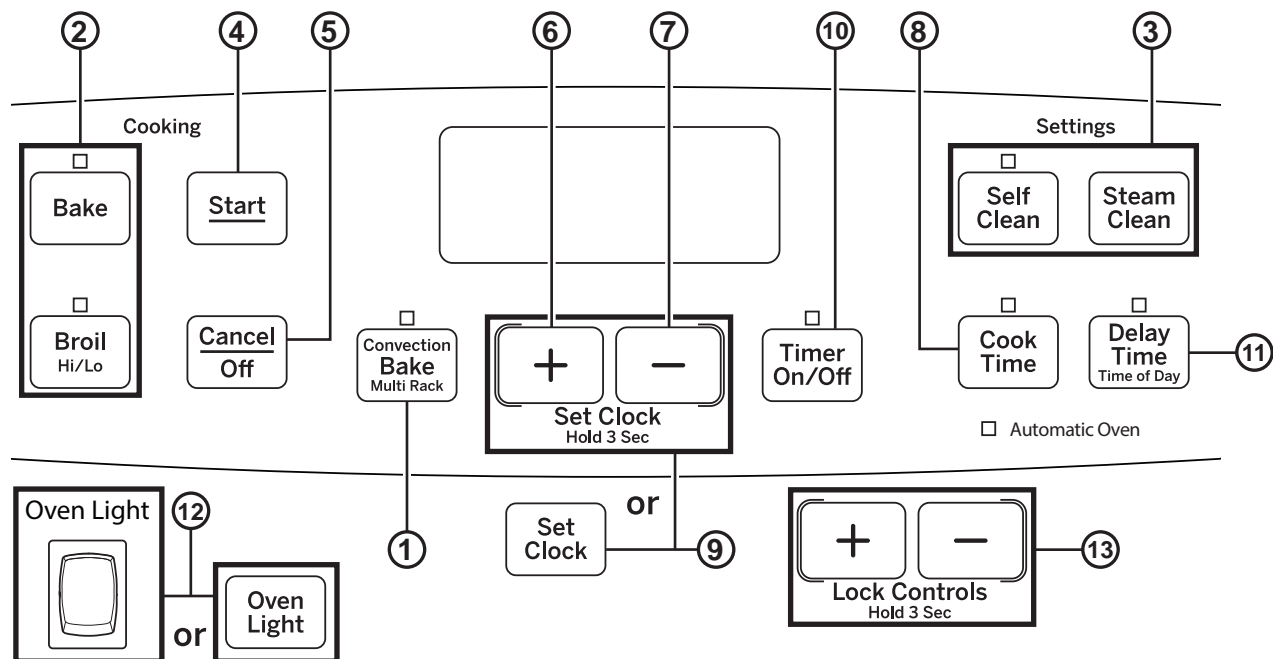 2 4 5 6 7 10 8 3
Cooking
Settings
Bake
Start
Self
Clean
Steam
Clean
Broil
Hi/Lo
Cancel
Off
Convection
Bake
Multi Rack
+ −
Set Clock
Hold 3 Sec
Timer
On/Off
Cook
Time
Delay
Time
Time of Day
11
Automatic Oven
Oven Light
12
or
Oven
Light
1
Set
Clock
or
9
+ −
Lock Controls
Hold 3 Sec
13